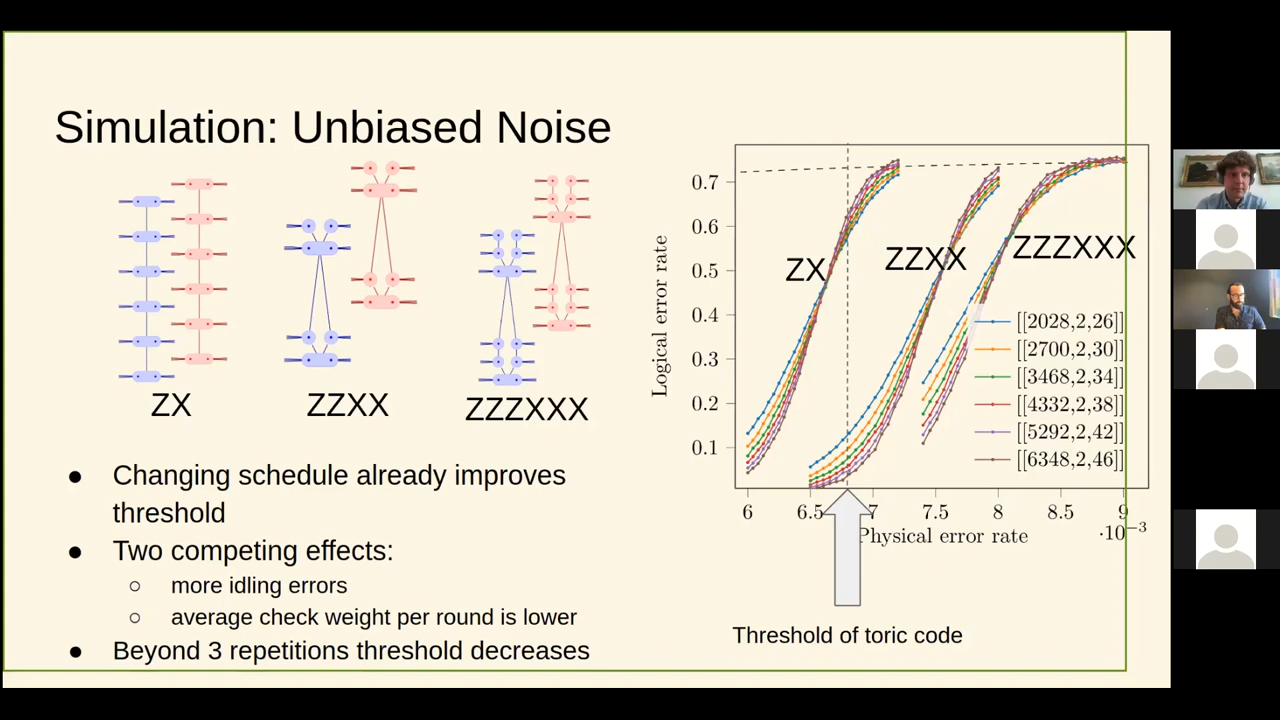 Simulation: Unbiased Noise
ZX
ZZXX
ZZZXXX
● Changing schedule already improves
threshold
● Two competing effects:
○ more idling errors
○ average check weight per round is lower
● Beyond 3 repetitions threshold decreases
Logical error rate
0.7
0.6
0.5
0.4
0.3
0.2
0.1
ZX
ZZXX
ZZZXXX
[[2028,2,26]]
[[2700,2,30]]
[[3468,2,34]]
[[4332,2,38]]
[[5292,2,42]]
[[6348,2,46]]
6 6.5 7 7.5 8 8.5 9
·10⁻³
Physical error rate
Threshold of toric code